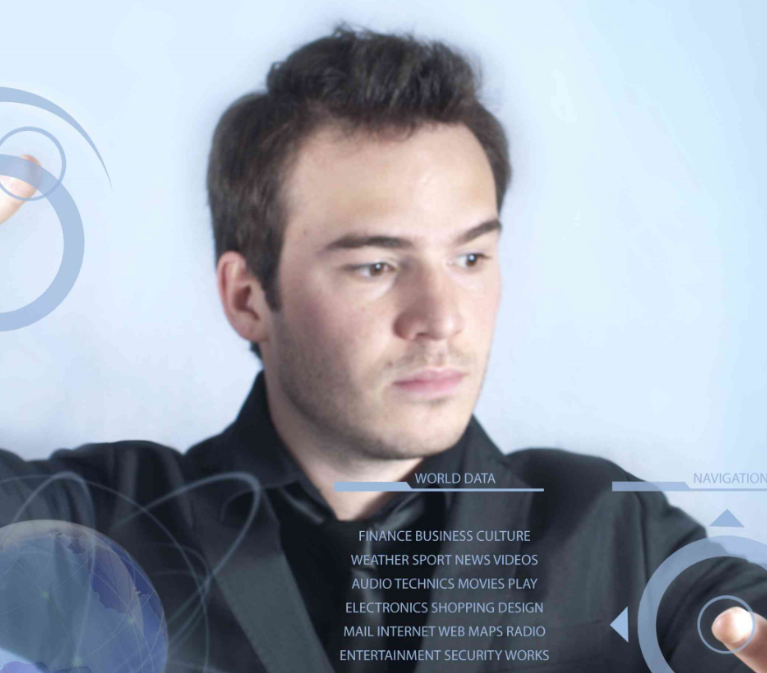 WORLD DATA
NAVIGATION
FINANCE BUSINESS CULTURE
WEATHER SPORT NEWS VIDEOS
AUDIO TECHNICS MOVIES PLAY
ELECTRONICS SHOPPING DESIGN
MAIL INTERNET WEB MAPS RADIO
ENTERTAINMENT SECURITY WORKS